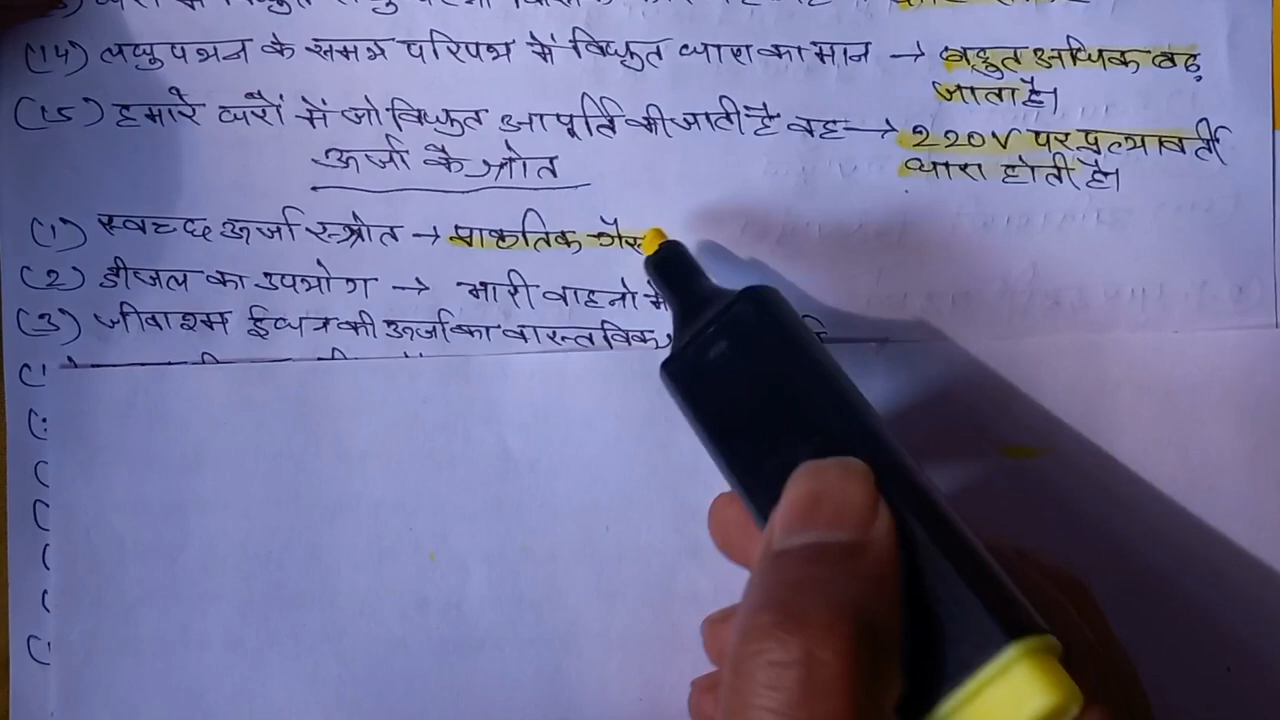 (14) लघुपथन के समय परिपथ में विधुत धारा का मान → बहुत अधिक बढ़
जाता है।
(15) हमारे घरों में जो विधुत आपूर्ति की जाती है वह → 220V पर प्रत्यावर्ती
धारा होती है।
ऊर्जा के स्रोत
(1) स्वच्छ ऊर्जा स्त्रोत → प्राकृतिक गैस
(2) डीजल का उपयोग → भारी वाहनो में
(3) जीवाश्म ईंधन की ऊर्जा का वास्तविक